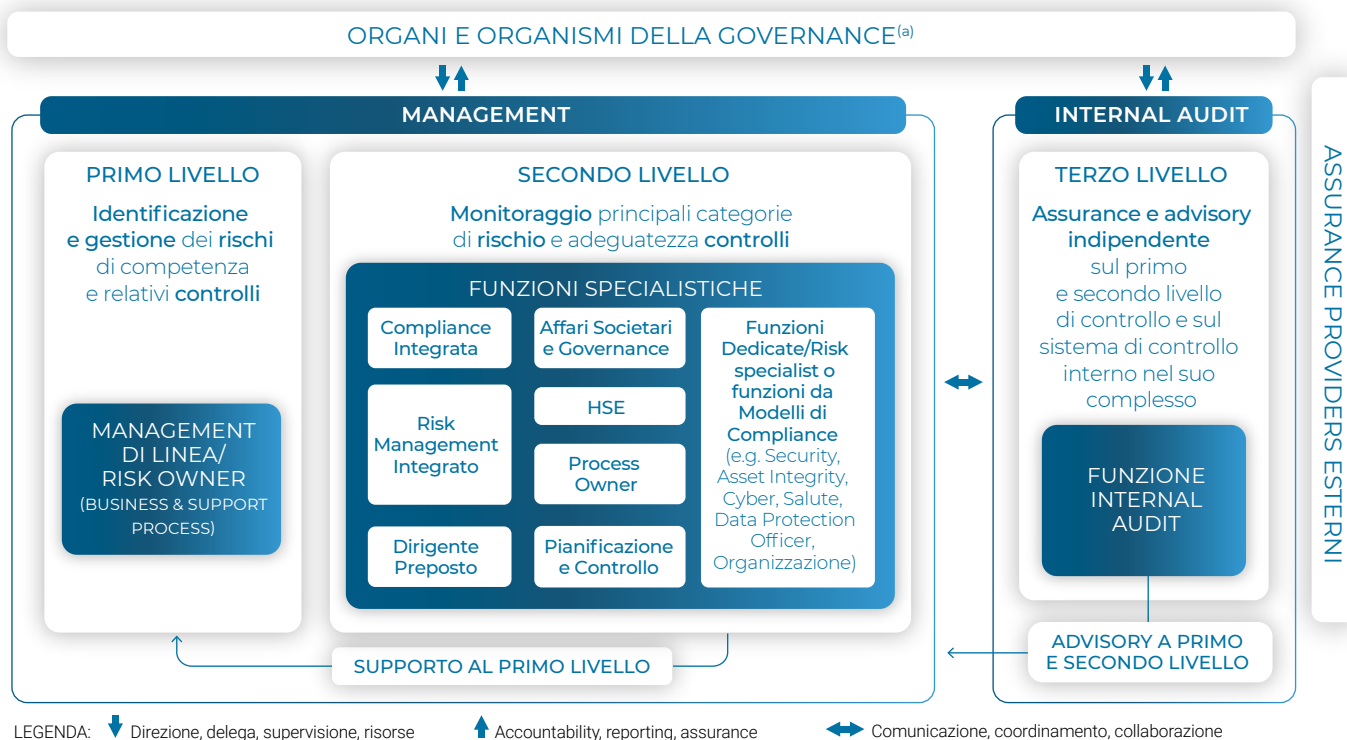 ORGANI E ORGANISMI DELLA GOVERNANCE(a)
MANAGEMENT
PRIMO LIVELLO
Identificazione
e gestione dei rischi
di competenza
e relativi controlli
MANAGEMENT
DI LINEA/
RISK OWNER
(BUSINESS & SUPPORT
PROCESS)
SECONDO LIVELLO
Monitoraggio principali categorie
di rischio e adeguatezza controlli
FUNZIONI SPECIALISTICHE
Compliance
Integrata
Risk
Management
Integrato
Dirigente
Preposto
Affari Societari
e Governance
HSE
Process
Owner
Pianificazione
e Controllo
Funzioni
Dedicate/Risk
specialist o
funzioni da
Modelli di
Compliance
(e.g. Security,
Asset Integrity,
Cyber, Salute,
Data Protection
Officer,
Organizzazione)
SUPPORTO AL PRIMO LIVELLO
INTERNAL AUDIT
TERZO LIVELLO
Assurance e advisory
indipendente
sul primo
e secondo livello
di controllo e sul
sistema di controllo
interno nel suo
complesso
FUNZIONE
INTERNAL
AUDIT
ADVISORY A PRIMO
E SECONDO LIVELLO
ASSURANCE PROVIDERS ESTERNI
LEGENDA: Direzione, delega, supervisione, risorse Accountability, reporting, assurance Comunicazione, coordinamento, collaborazione